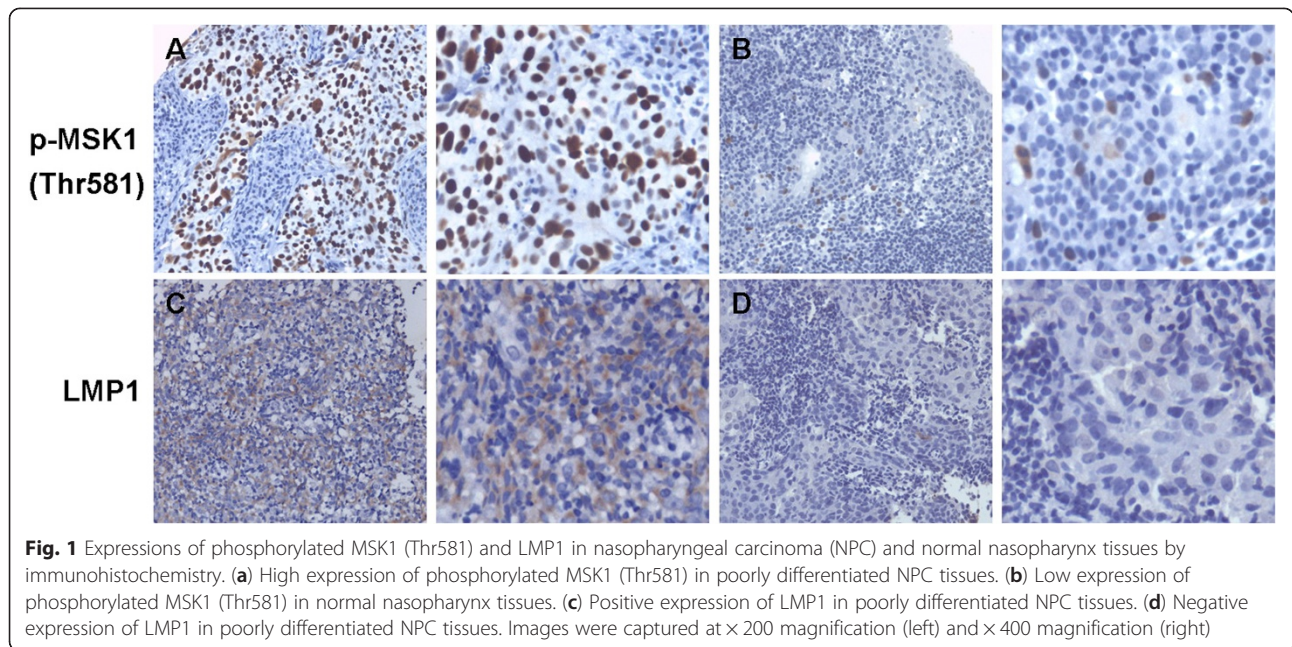 A
B
p-MSK1
(Thr581)
C
D
LMP1
Fig. 1 Expressions of phosphorylated MSK1 (Thr581) and LMP1 in nasopharyngeal carcinoma (NPC) and normal nasopharynx tissues by
immunohistochemistry. (a) High expression of phosphorylated MSK1 (Thr581) in poorly differentiated NPC tissues. (b) Low expression of
phosphorylated MSK1 (Thr581) in normal nasopharynx tissues. (c) Positive expression of LMP1 in poorly differentiated NPC tissues. (d) Negative
expression of LMP1 in poorly differentiated NPC tissues. Images were captured at × 200 magnification (left) and × 400 magnification (right)